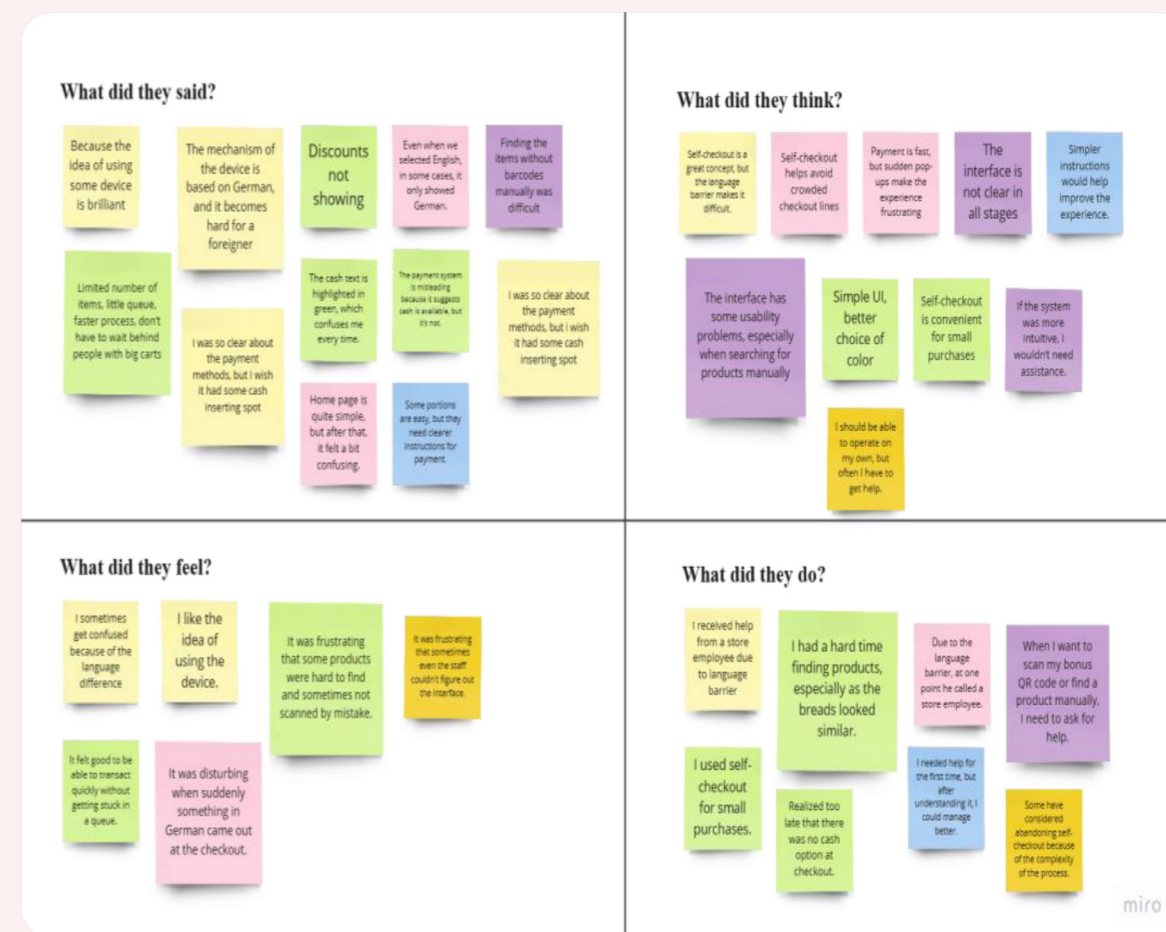 What did they said?
Because the
idea of using
some device
is brilliant
The mechanism of
the device is
based on German,
and it becomes
hard for a
foreigner
Discounts
not
showing
Even when we
selected English,
in some cases, it
only showed
German.
Finding the
items without
barcodes
manually was
difficult
Limited number of
items, little queue,
faster process, don't
have to wait behind
people with big carts
I was so clear about
the payment
methods, but I wish
it had some cash
inserting spot
The cash text is
highlighted in
green, which
confuses me
every time.
The payment system
is misleading
because it suggests
cash is available, but
it's not.
I was so clear about
the payment
methods, but I wish
it had some cash
inserting spot
Home page is
quite simple,
but after that,
it felt a bit
confusing.
Some portions
are easy, but they
need clearer
instructions for
payment.
What did they think?
Self-checkout is a
great concept, but
the language
barrier makes it
difficult.
Self-checkout
helps avoid
crowded
checkout lines
Payment is fast,
but sudden pop-
ups make the
experience
frustrating
The
interface is
not clear in
all stages
Simpler
instructions
would help
improve the
experience.
The interface has
some usability
problems, especially
when searching for
products manually
Simple UI,
better
choice of
color
Self-checkout
is convenient
for small
purchases
If the system
was more
intuitive, I
wouldn't need
assistance.
I should be able
to operate on
my own, but
often I have to
get help.
What did they feel?
I sometimes
get confused
because of the
language
difference
I like the
idea of
using the
device.
It was frustrating
that some products
were hard to find
and sometimes not
scanned by mistake.
It was frustrating
that sometimes
even the staff
couldn't figure out
the interface.
It felt good to be
able to transact
quickly without
getting stuck in
a queue.
It was disturbing
when suddenly
something in
German came out
at the checkout.
What did they do?
I received help
from a store
employee due
to language
barrier
I had a hard time
finding products,
especially as the
breads looked
similar.
Due to the
language
barrier, at one
point he called a
store employee.
When I want to
scan my bonus
QR code or find a
product manually,
I need to ask for
help.
I used self-
checkout
for small
purchases.
Realized too
late that there
was no cash
option at
checkout.
I needed help for
the first time, but
after
understanding it, I
could manage
better.
Some have
considered
abandoning self-
checkout because
of the complexity
of the process.
miro